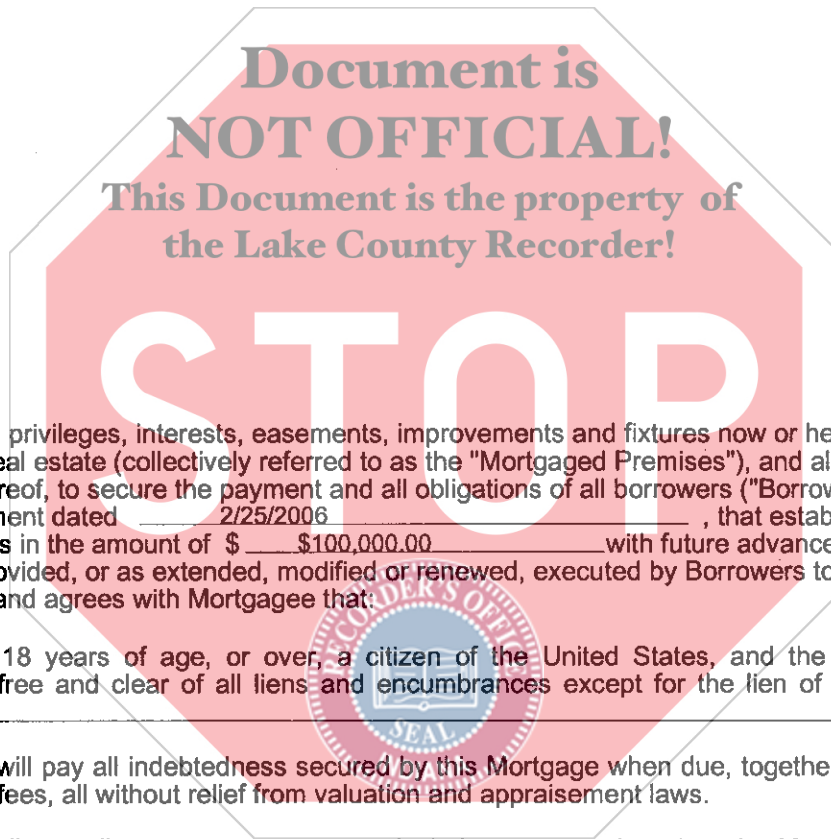 Document is
NOT OFFICIAL!
This Document is the property of
the Lake County Recorder!
STOP
privileges, interests, easements, improvements and fixtures now or he
eal estate (collectively referred to as the "Mortgaged Premises"), and al
reof, to secure the payment and all obligations of all borrowers ("Borrow
ent dated 2/25/2006 , that estab
s in the amount of $ $100,000.00 with future advance
ovided, or as extended, modified or renewed, executed by Borrowers to
and agrees with Mortgagee that:
RECORDER'S OFFICE
18 years of age, or over, a citizen of the United States, and the
free and clear of all liens and encumbrances except for the lien of
SEAL
will pay all indebtedness secured by this Mortgage when due, togethe
fees, all without relief from valuation and appraisement laws.